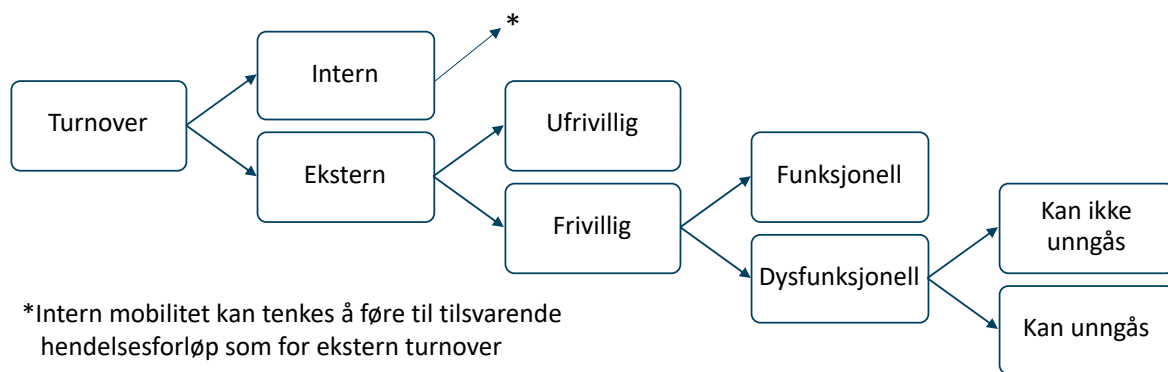 *
Intern
Turnover
Ufrivillig
Ekstern
Funksjonell
Frivillig
Kan ikke
unngås
Dysfunksjonell
Kan unngås
*Intern mobilitet kan tenkes å føre til tilsvarende
hendelsesforløp som for ekstern turnover